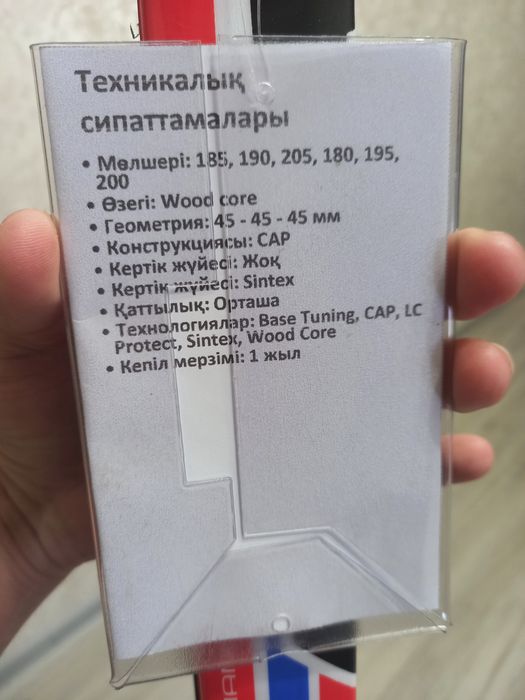 Техникалық
сипаттамалары
• Мөлшері: 185, 190, 205, 180, 195,
200
• Өзегі: Wood core
• Геометрия: 45 - 45 - 45 мм
• Конструкциясы: CAP
• Кертік жүйесі: Жоқ
• Кертік жүйесі: Sintex
• Қаттылық: Орташа
• Технологиялар: Base Tuning, CAP, LC
Protect, Sintex, Wood Core
• Кепіл мерзімі: 1 жыл